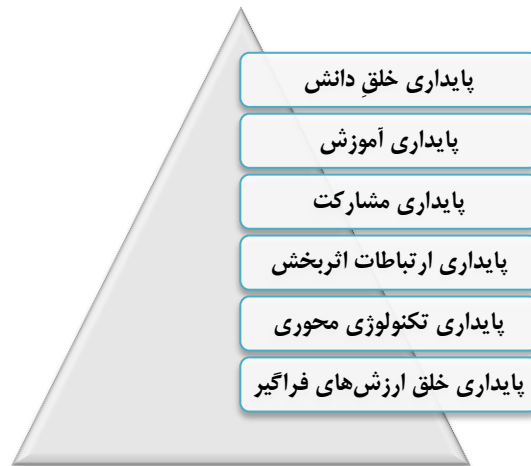 پایداری خلقِ دانش
پایداری آموزش
پایداری مشارکت
پایداری ارتباطات اثربخش
پایداری تکنولوژی محوری
پایداری خلق ارزش‌های فراگیر